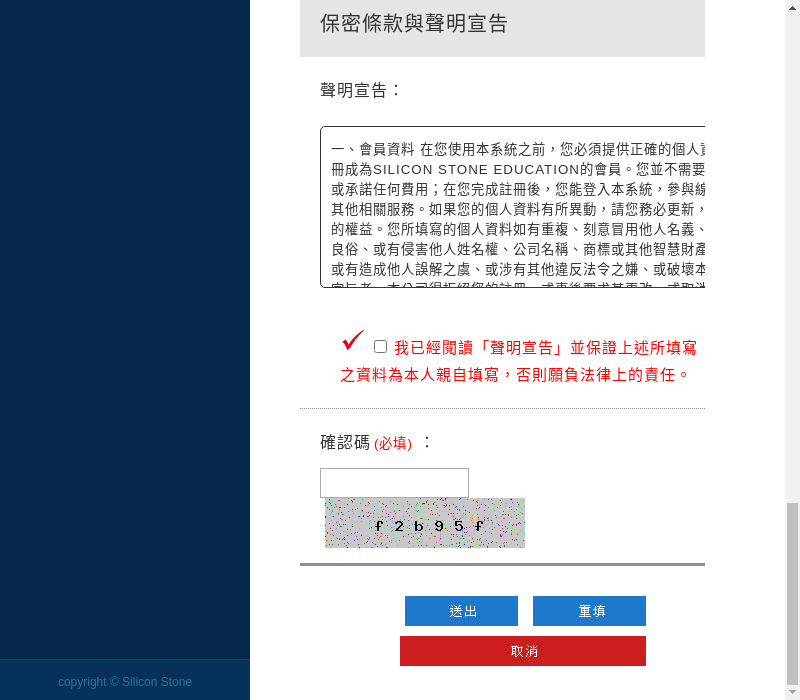 保密條款與聲明宣告
聲明宣告：
一、會員資料 在您使用本系統之前，您必須提供正確的個人資
冊成為SILICON STONE EDUCATION的會員。您並不需要
或承諾任何費用；在您完成註冊後，您能登入本系統，參與線
其他相關服務。如果您的個人資料有所異動，請您務必更新，
的權益。您所填寫的個人資料如有重複、刻意冒用他人名義、
良俗、或有侵害他人姓名權、公司名稱、商標或其他智慧財產
或有造成他人誤解之虞、或涉有其他違反法令之嫌、或破壞本
我已經閱讀「聲明宣告」並保證上述所填寫
之資料為本人親自填寫，否則願負法律上的責任。
確認碼 (必填) ：
f 2 b 9 5 f
送出 重填
取消
copyright © Silicon Stone